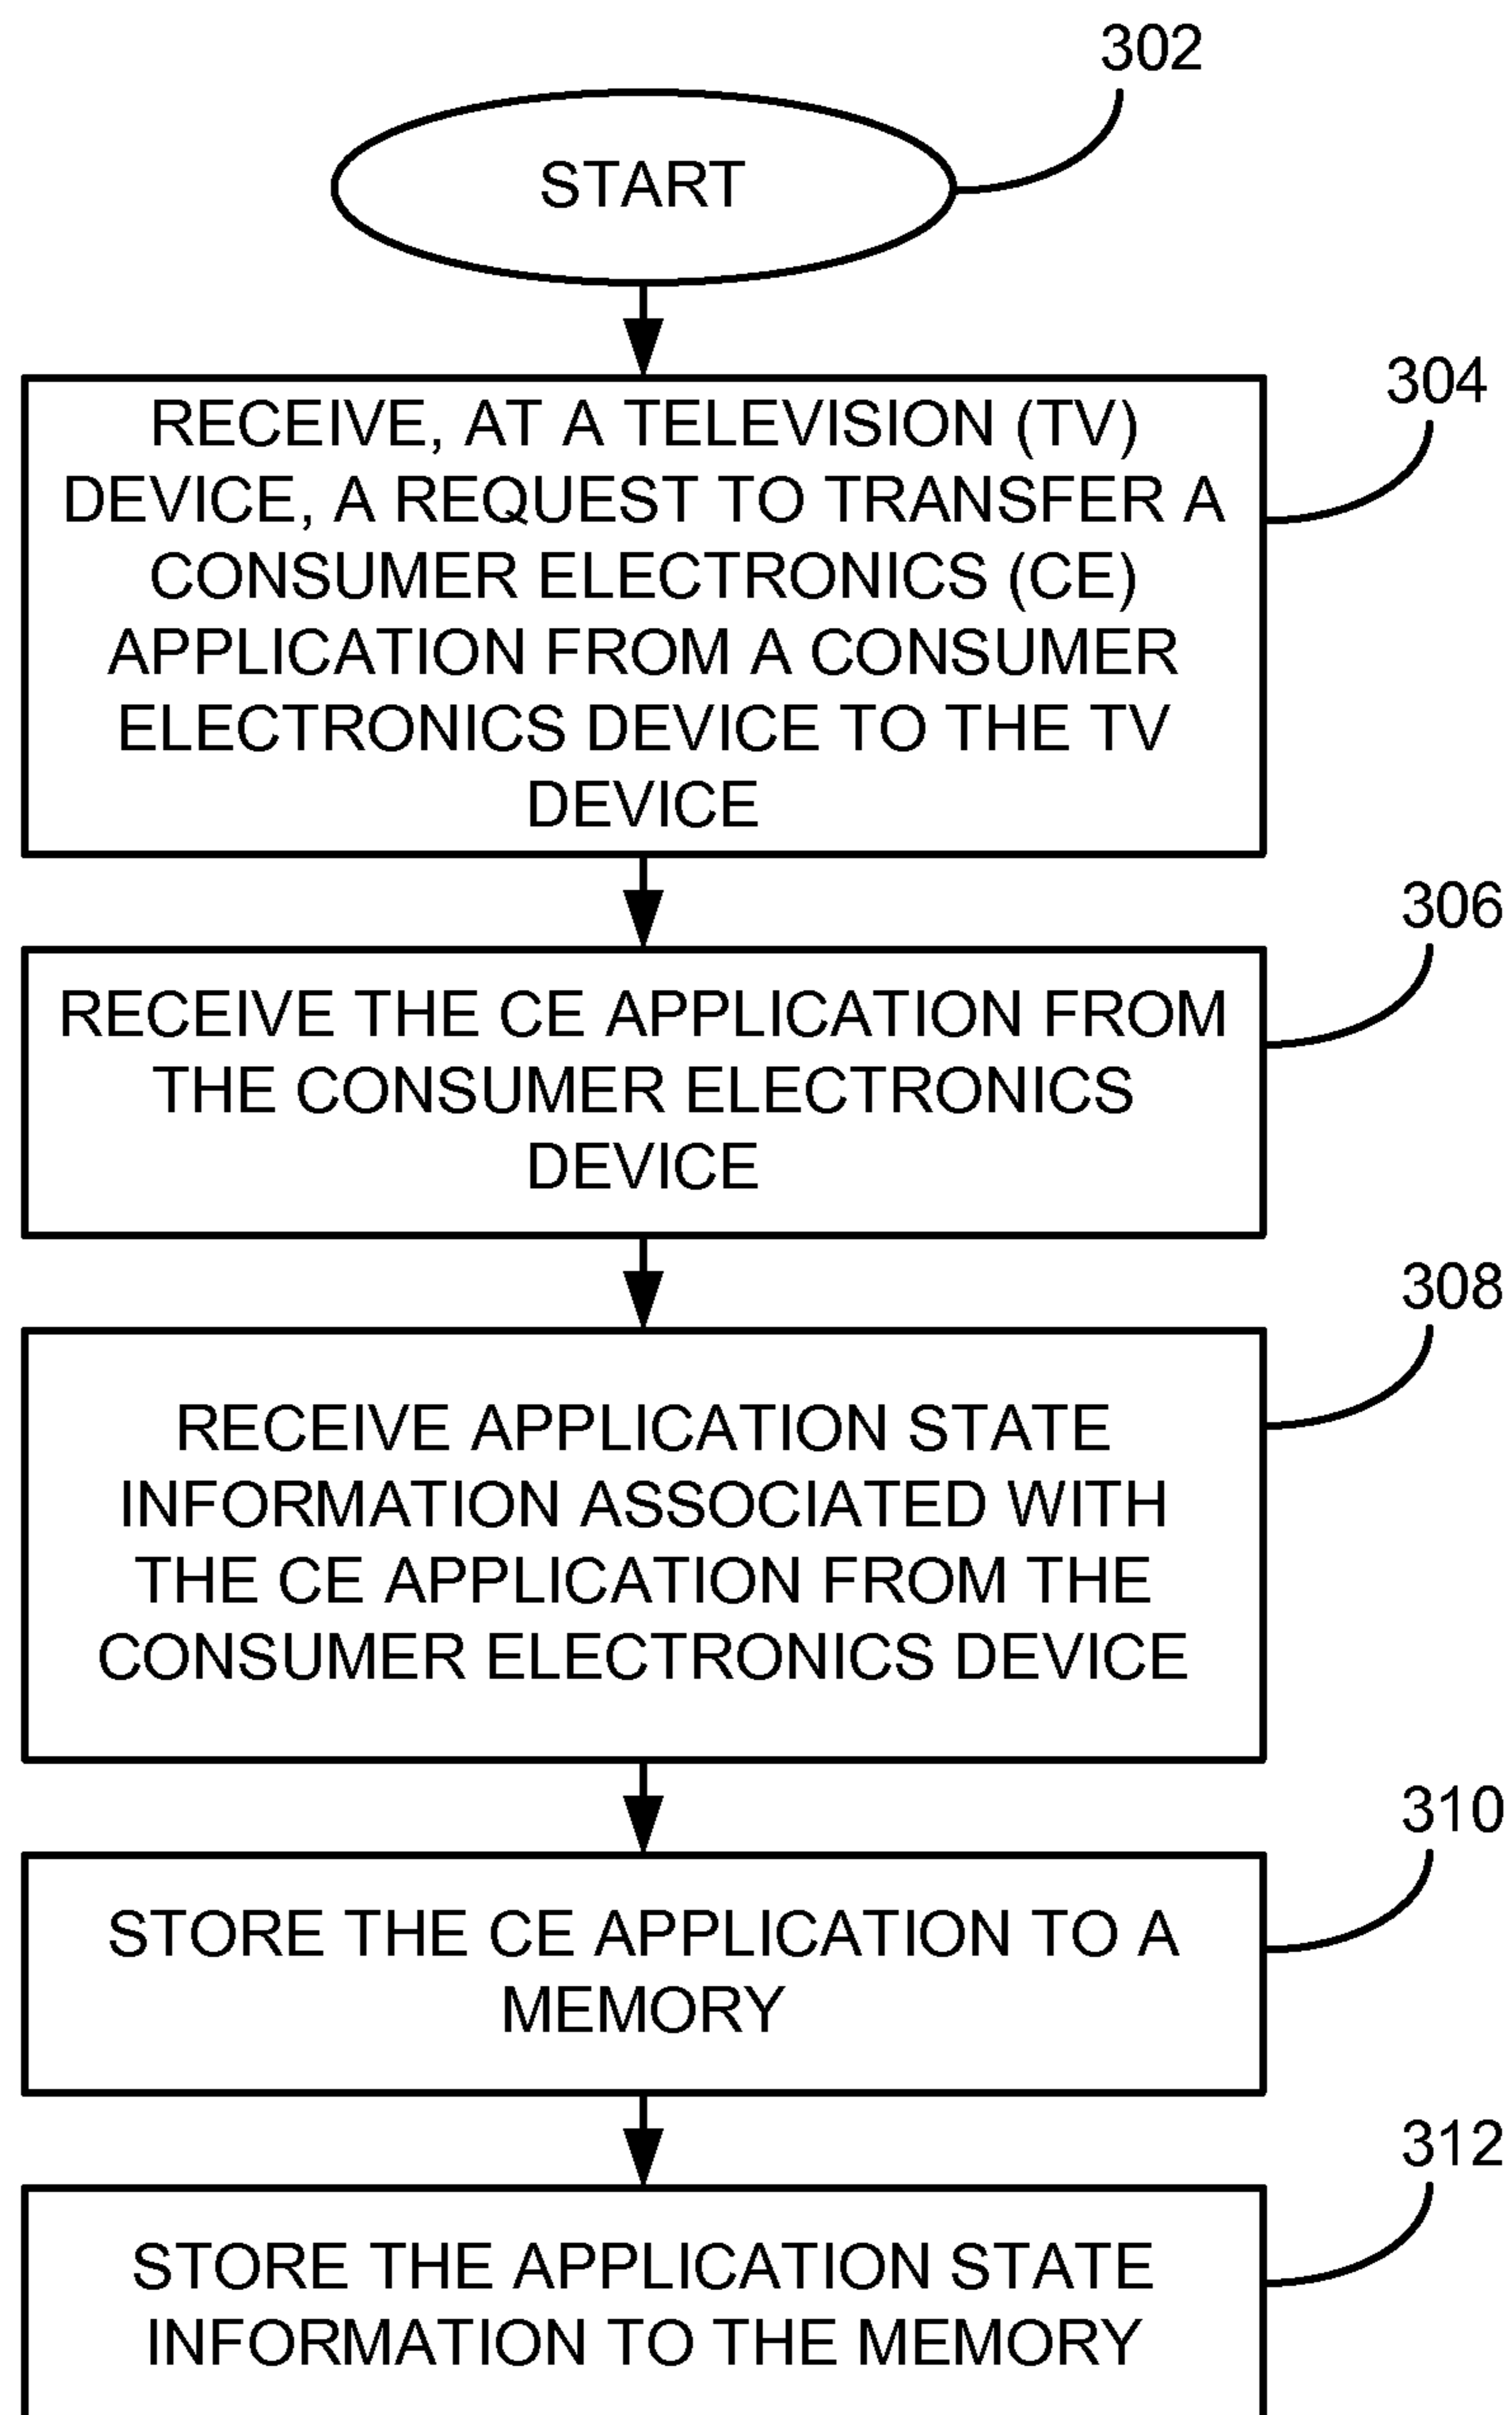 302
START
304
RECEIVE, AT A TELEVISION (TV)
DEVICE, A REQUEST TO TRANSFER A
CONSUMER ELECTRONICS (CE)
APPLICATION FROM A CONSUMER
ELECTRONICS DEVICE TO THE TV
DEVICE
306
RECEIVE THE CE APPLICATION FROM
THE CONSUMER ELECTRONICS
DEVICE
308
RECEIVE APPLICATION STATE
INFORMATION ASSOCIATED WITH
THE CE APPLICATION FROM THE
CONSUMER ELECTRONICS DEVICE
310
STORE THE CE APPLICATION TO A
MEMORY
312
STORE THE APPLICATION STATE
INFORMATION TO THE MEMORY